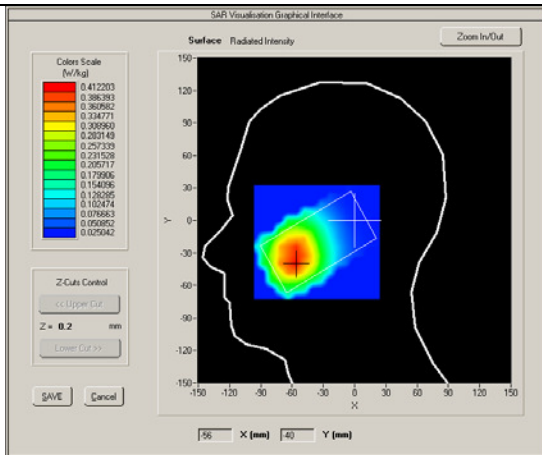 SAR Visualisation Graphical Interface
Surface Radiated Intensity
Zoom In/Out
Colors Scale
(W/kg)
0.412203
0.386393
0.360582
0.334771
0.308960
0.283149
0.257339
0.231528
0.205717
0.179906
0.154096
0.128285
0.102474
0.076663
0.050852
0.025042
Z-Cuts Control
<< Upper Cut
Z = 0.2 mm
Lower Cut >>
SAVE Cancel
Y
150
120
90
60
30
0
-30
-60
-90
-120
-150
-150 -120 -90 -60 -30 0 30 60 90 120 150
X
-56 X (mm) -40 Y (mm)